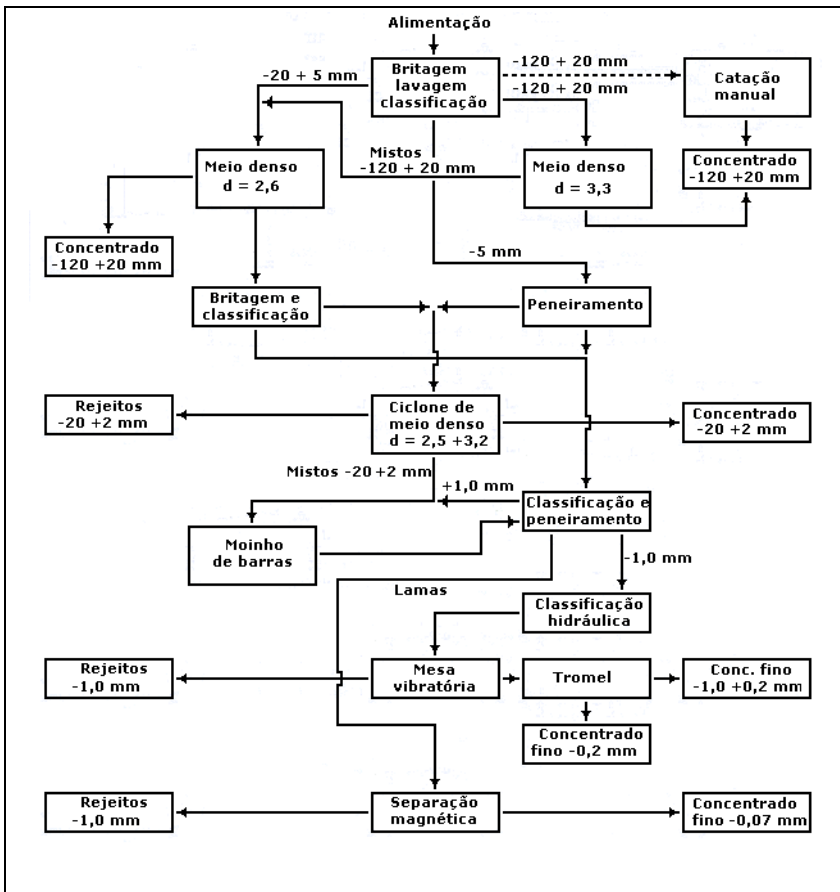 Alimentação
-120 + 20 mm
-20 + 5 mm
Britagem
lavagem
classificação
-120 + 20 mm
Catação
manual
Mistos
-120 + 20 mm
Meio denso
d = 2,6
Meio denso
d = 3,3
Concentrado
-120 +20 mm
Concentrado
-120 +20 mm
-5 mm
Britagem e
classificação
Peneiramento
Rejeitos
-20 +2 mm
Ciclone de
meio denso
d = 2,5 +3,2
Concentrado
-20 +2 mm
Mistos -20 +2 mm
+1,0 mm
Classificação e
peneiramento
Moinho
de barras
-1,0 mm
Lamas
Classificação
hidráulica
Rejeitos
-1,0 mm
Mesa
vibratória
Tromel
Conc. fino
-1,0 +0,2 mm
Concentrado
fino -0,2 mm
Rejeitos
-1,0 mm
Separação
magnética
Concentrado
fino -0,07 mm